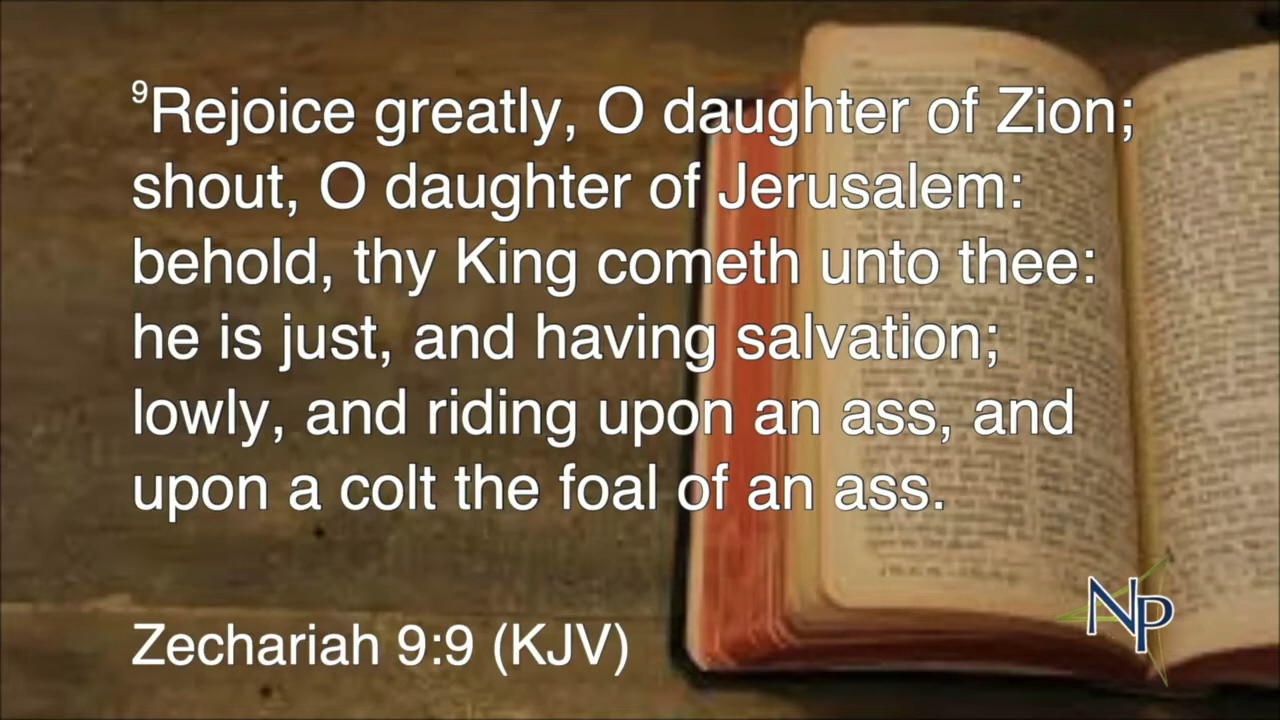 ⁹Rejoice greatly, O daughter of Zion;
shout, O daughter of Jerusalem:
behold, thy King cometh unto thee:
he is just, and having salvation;
lowly, and riding upon an ass, and
upon a colt the foal of an ass.
Zechariah 9:9 (KJV)
NP